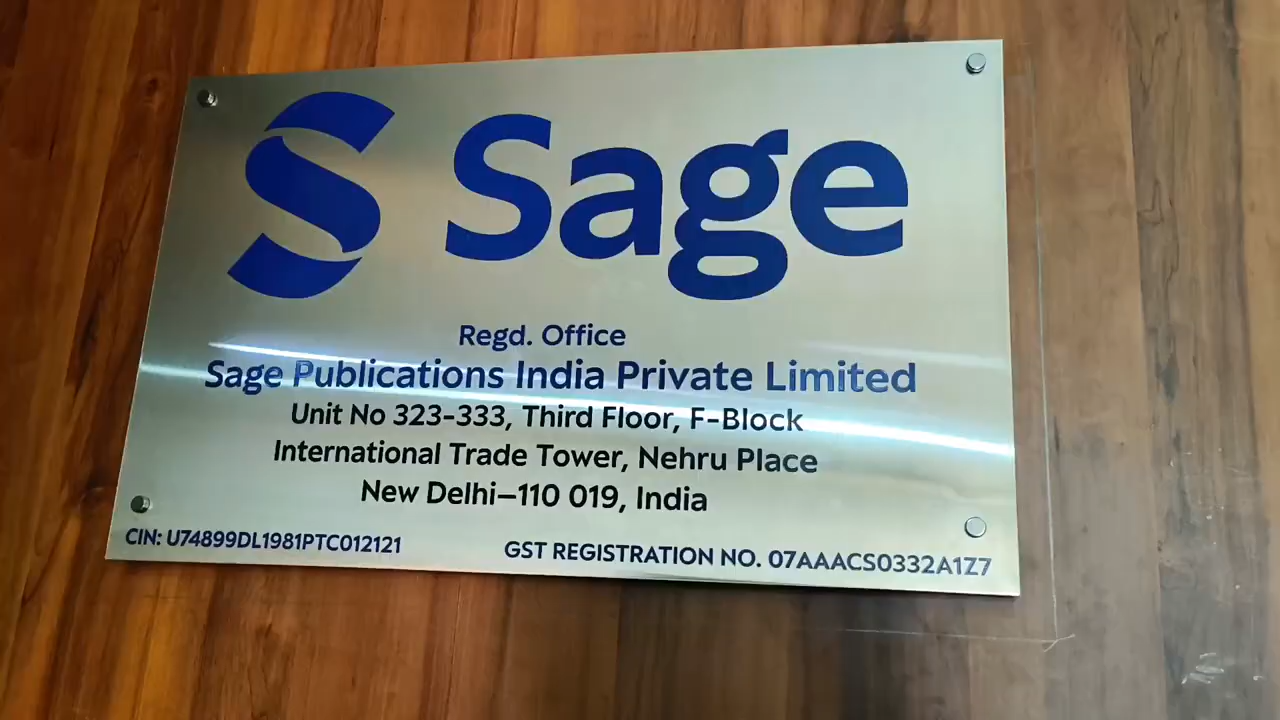 Sage
Regd. Office
Sage Publications India Private Limited
Unit No 323-333, Third Floor, F-Block
International Trade Tower, Nehru Place
New Delhi–110 019, India
CIN: U74899DL1981PTC012121
GST REGISTRATION NO. 07AAACS0332A1Z7